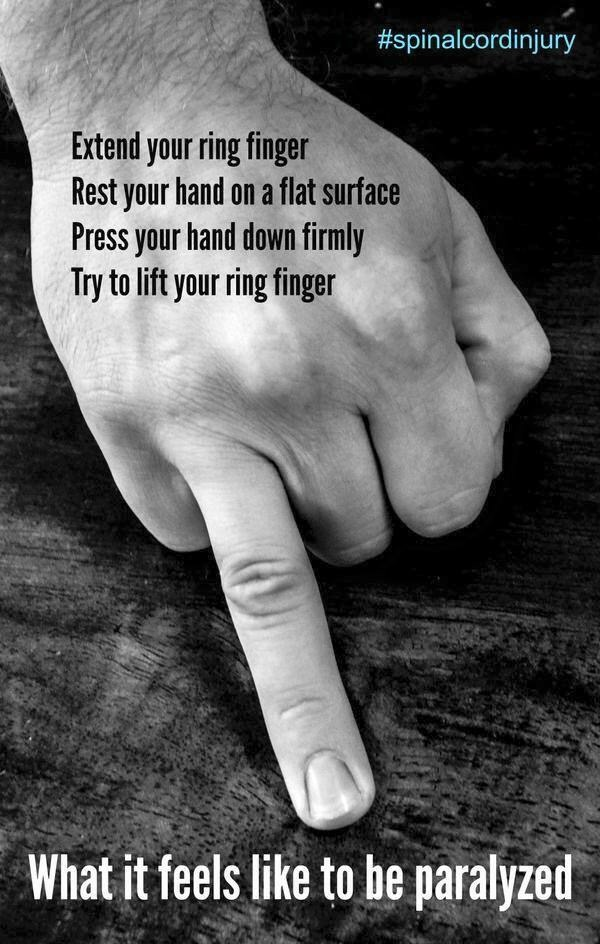 #spinalcordinjury
Extend your ring finger
Rest your hand on a flat surface
Press your hand down firmly
Try to lift your ring finger
What it feels like to be paralyzed